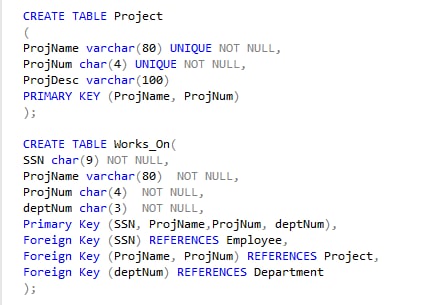 CREATE TABLE Project
(
ProjName varchar(80) UNIQUE NOT NULL,
ProjNum char(4) UNIQUE NOT NULL,
ProjDesc varchar(100)
PRIMARY KEY (ProjName, ProjNum)
);

CREATE TABLE Works_On(
SSN char(9) NOT NULL,
ProjName varchar(80)  NOT NULL,
ProjNum char(4)  NOT NULL,
deptNum char(3)  NOT NULL,
Primary Key (SSN, ProjName,ProjNum, deptNum),
Foreign Key (SSN) REFERENCES Employee,
Foreign Key (ProjName, ProjNum) REFERENCES Project,
Foreign Key (deptNum) REFERENCES Department
);